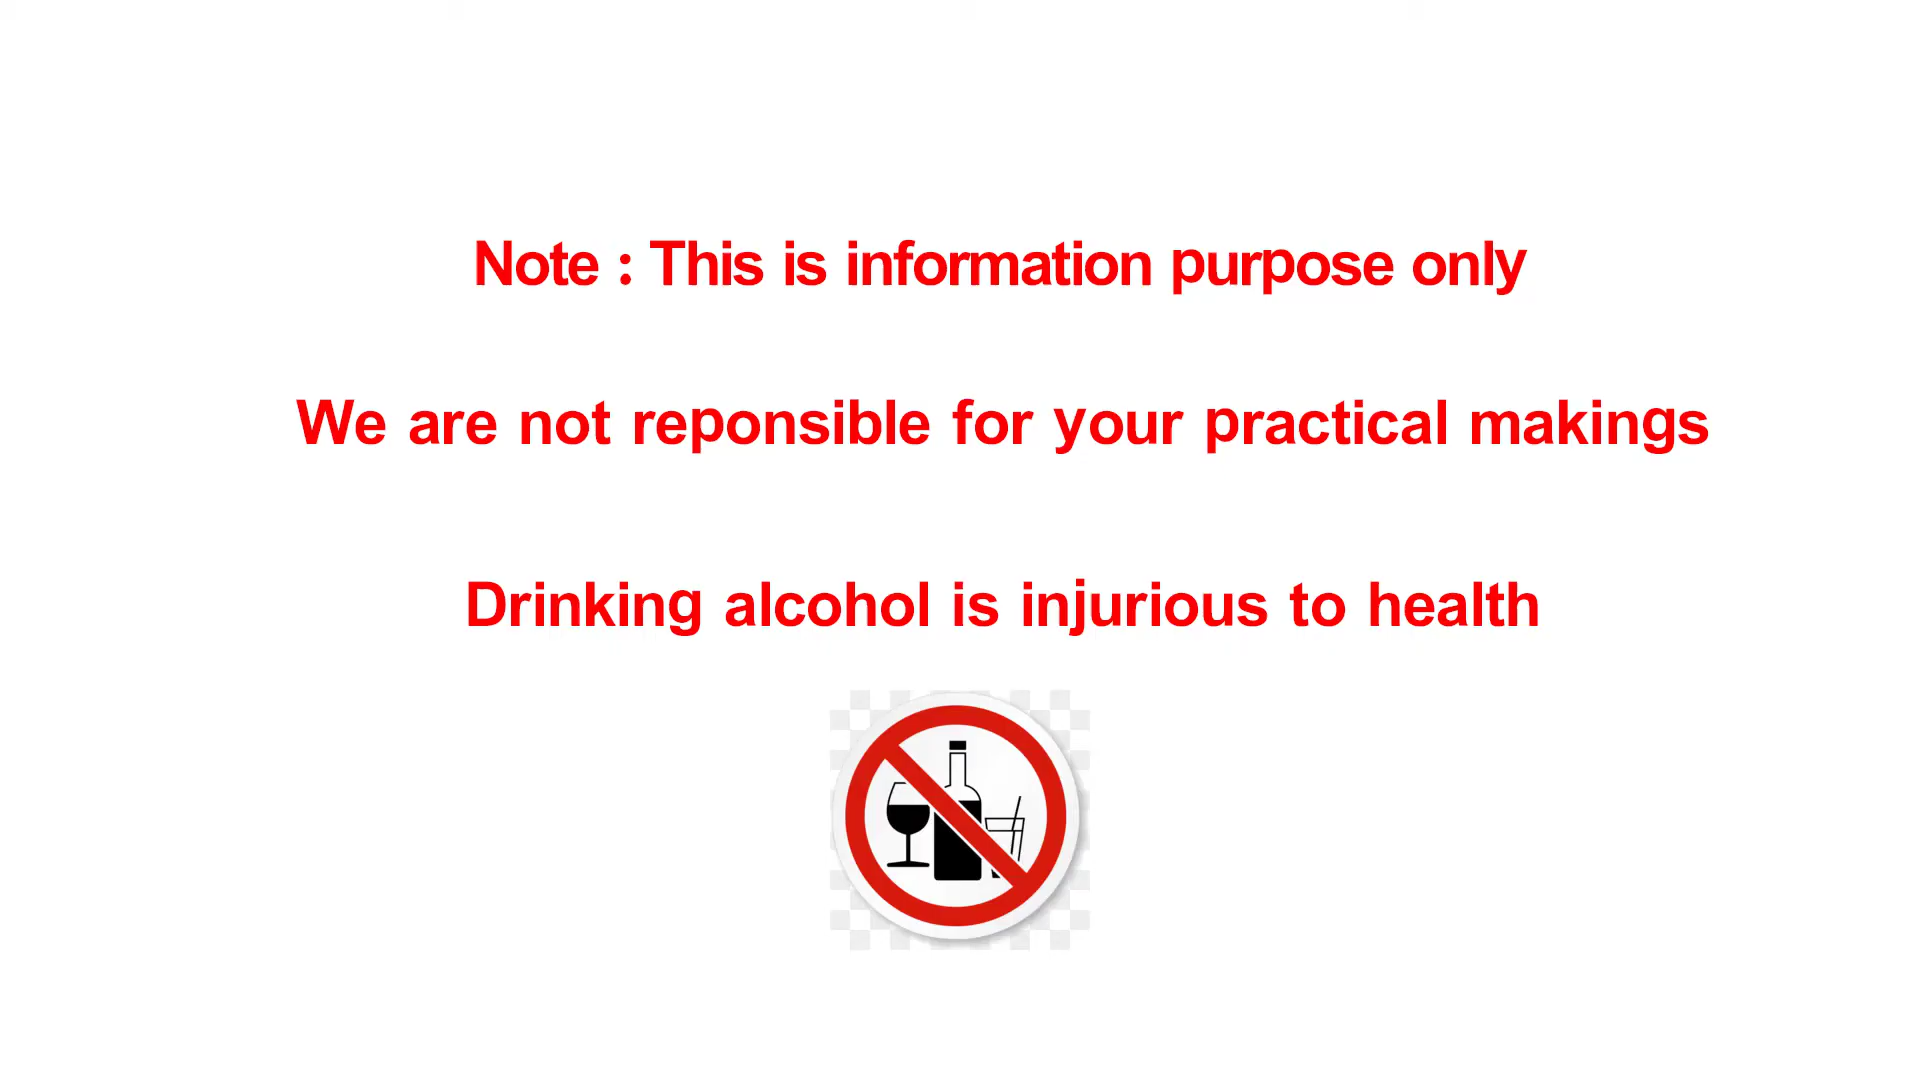 Note : This is information purpose only
We are not reponsible for your practical makings
Drinking alcohol is injurious to health